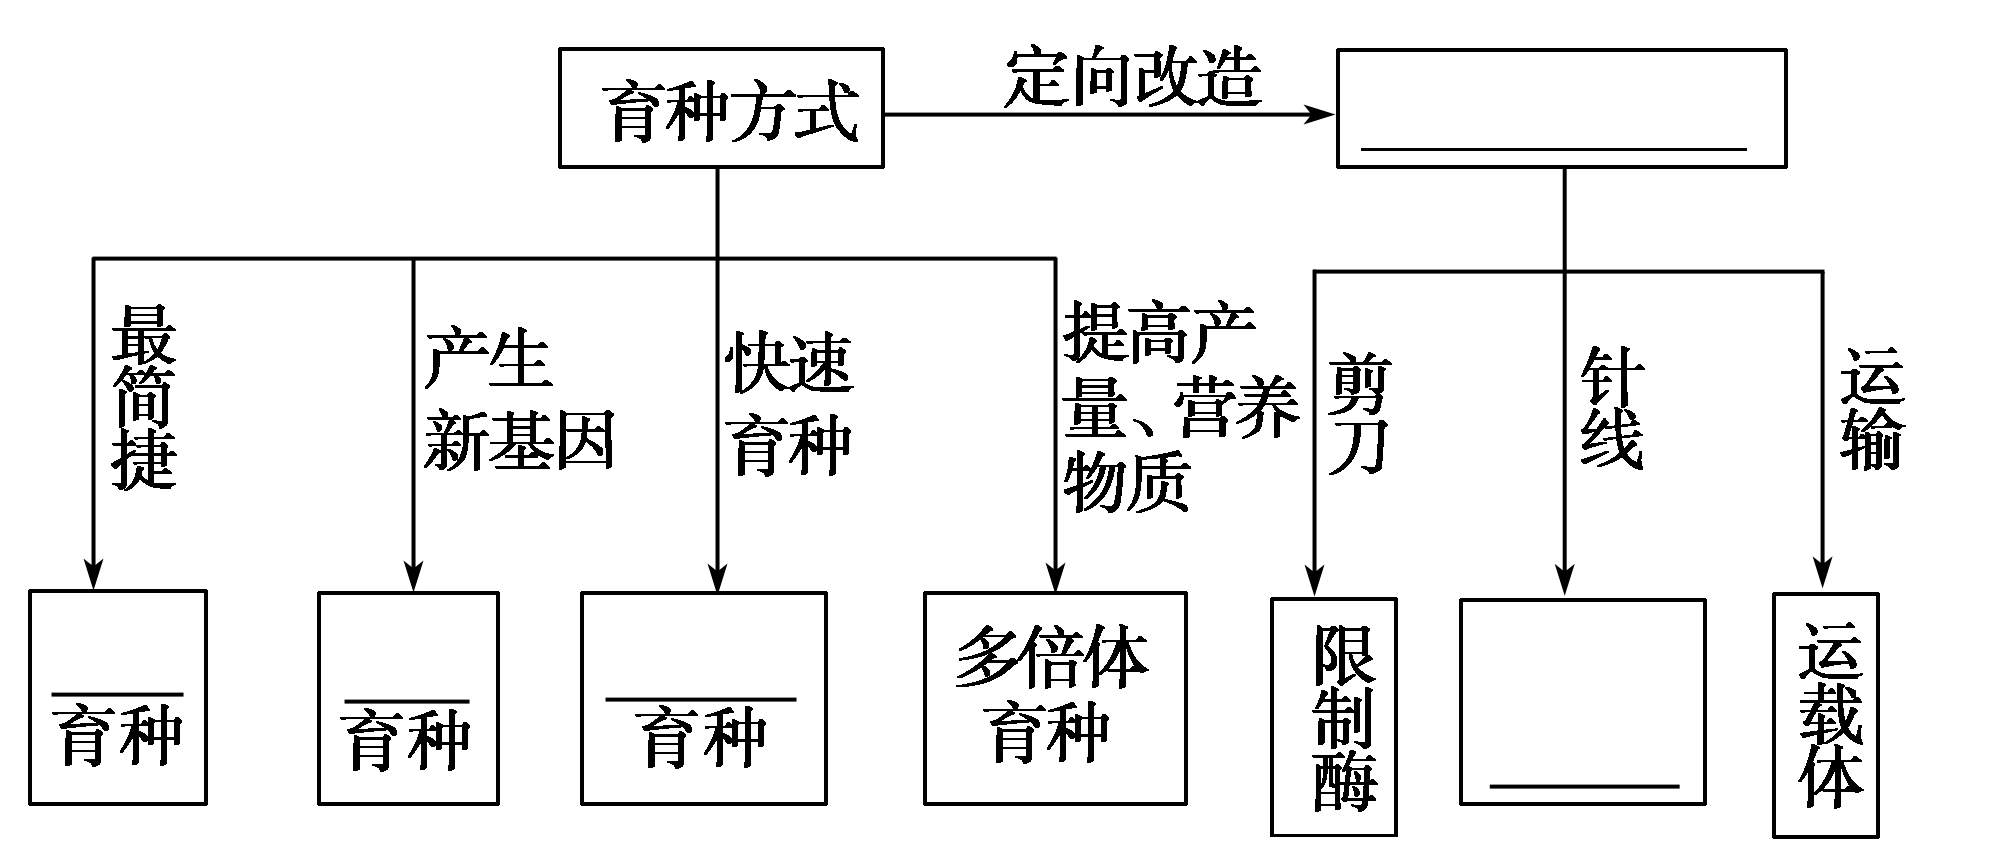 育种方式
定向改造
最简捷
产生
新基因
快速
育种
提高产
量、营养
物质
剪刀
针线
运输
育种
育种
育种
多倍体
育种
限制酶
运载体